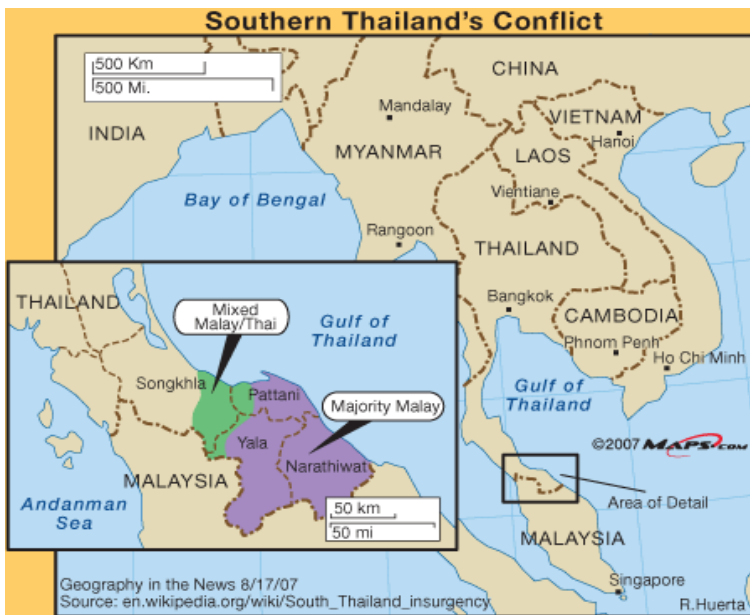 Southern Thailand's Conflict
500 Km
500 Mi.
CHINA
INDIA
Mandalay
VIETNAM
Hanoi
MYANMAR
LAOS
Bay of Bengal
Vientiane
Rangoon
THAILAND
Bangkok
CAMBODIA
Phnom Penh
Ho Chi Minh
Gulf of
Thailand
©2007 MAPS.COM
Area of Detail
MALAYSIA
Singapore
R.Huerta
THAILAND
Mixed
Malay/Thai
Gulf of
Thailand
Songkhla
Pattani
Majority Malay
Yala
Narathiwat
MALAYSIA
Andanman
Sea
50 km
50 mi
Geography in the News 8/17/07
Source: en.wikipedia.org/wiki/South_Thailand_insurgency